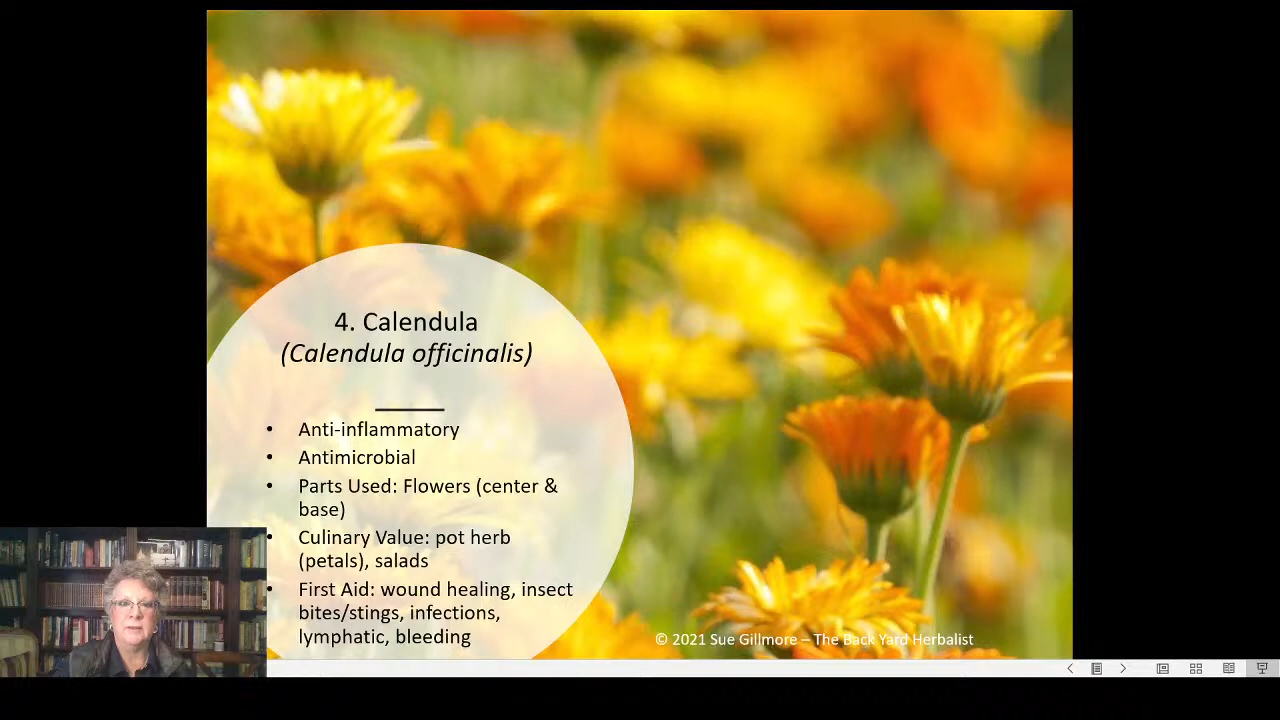 4. Calendula
(Calendula officinalis)
• Anti-inflammatory
• Antimicrobial
• Parts Used: Flowers (center &
base)
• Culinary Value: pot herb
(petals), salads
• First Aid: wound healing, insect
bites/stings, infections,
lymphatic, bleeding
© 2021 Sue Gillmore – The Back Yard Herbalist